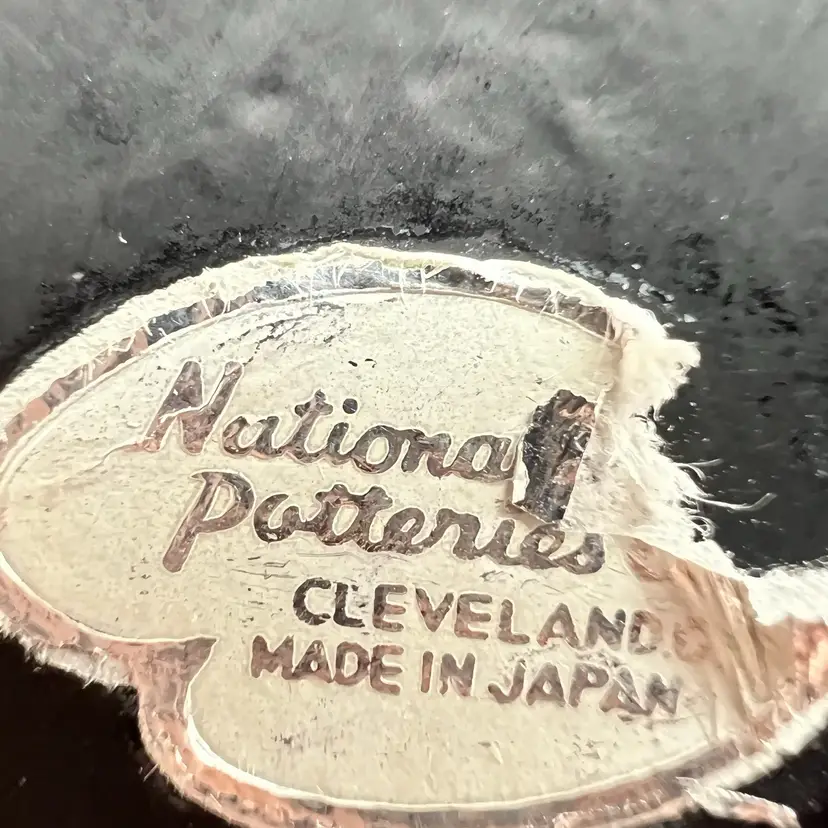 National
Potteries
CLEVELAND, O
MADE IN JAPAN